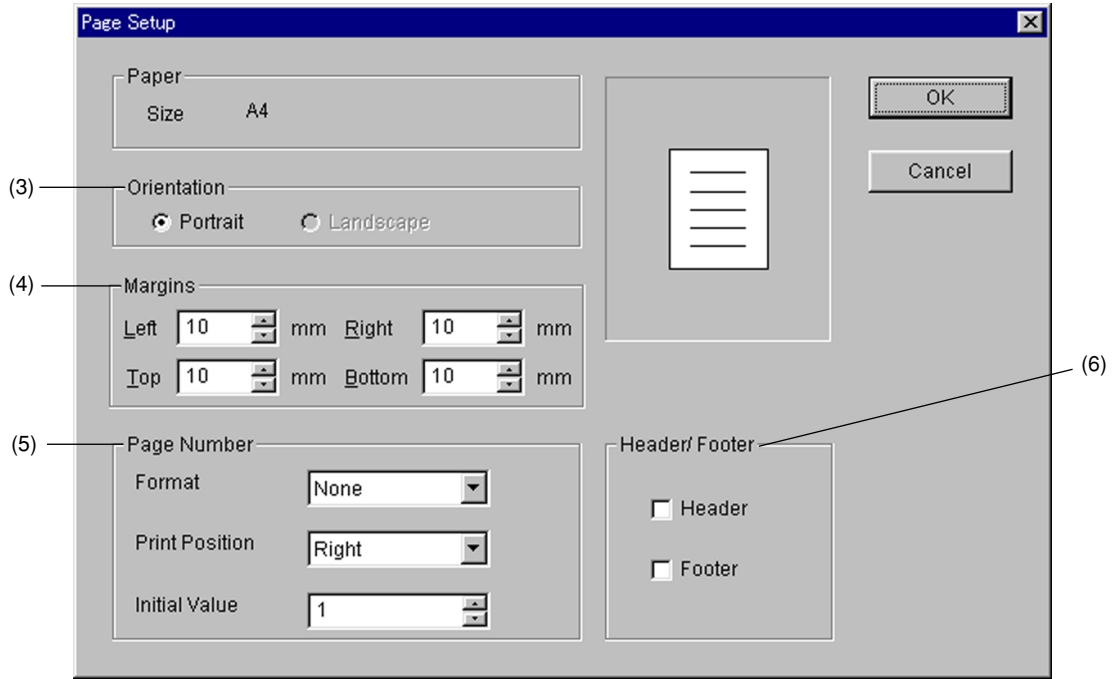 Page Setup
Paper
Size A4
OK
Cancel
(3) Orientation
Portrait Landscape
(4) Margins
Left 10 mm Right 10 mm
Top 10 mm Bottom 10 mm
(6)
(5) Page Number
Format None
Print Position Right
Initial Value 1
Header/ Footer
Header
Footer